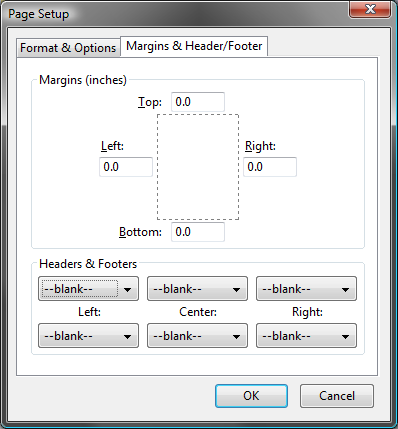 Page Setup
Format & Options
Margins & Header/Footer
Margins (inches)
Top: 0.0
Left: Right:
0.0 0.0
Bottom: 0.0
Headers & Footers
--blank-- --blank-- --blank--
Left: Center: Right:
--blank-- --blank-- --blank--
OK Cancel